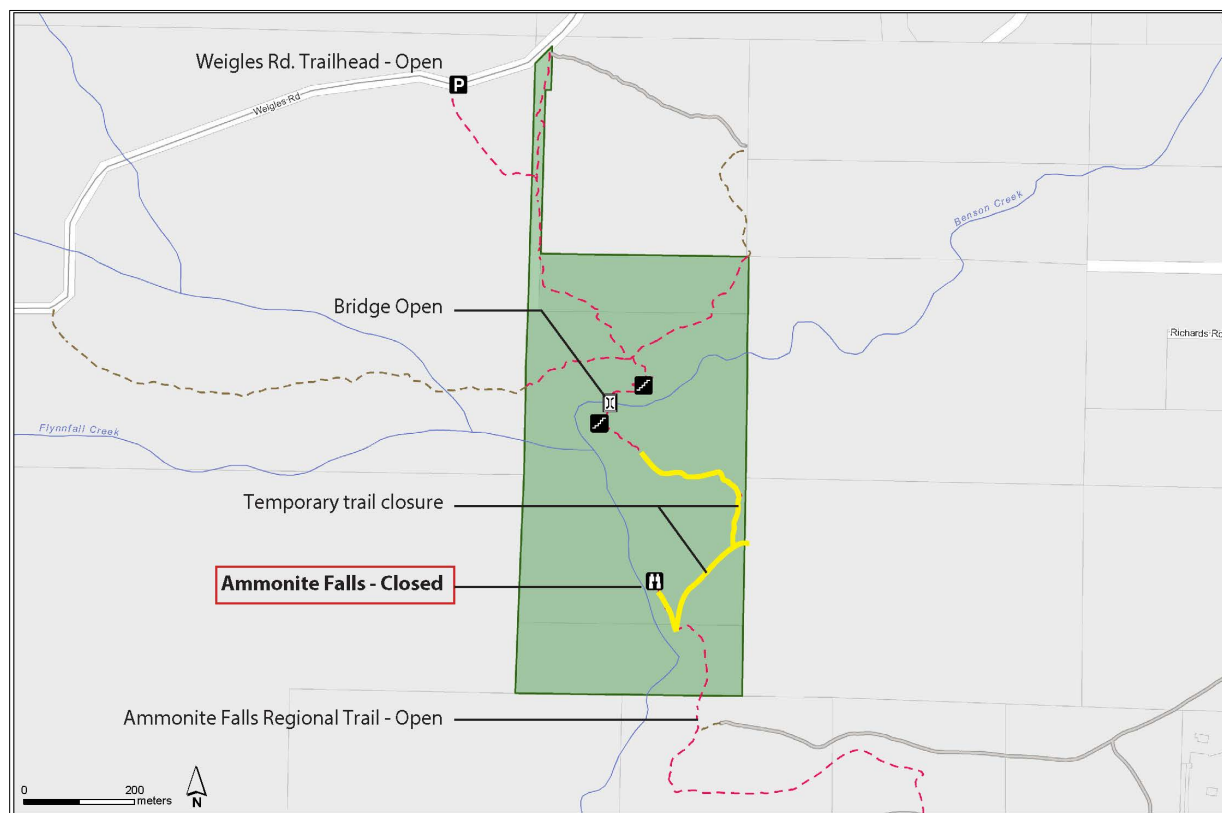 Weigles Rd. Trailhead - Open
P
Weigles Rd
Benson Creek
Bridge Open
Richards Rd
Flynnfall Creek
Temporary trail closure
Ammonite Falls - Closed
Ammonite Falls Regional Trail - Open
0 200
meters
N